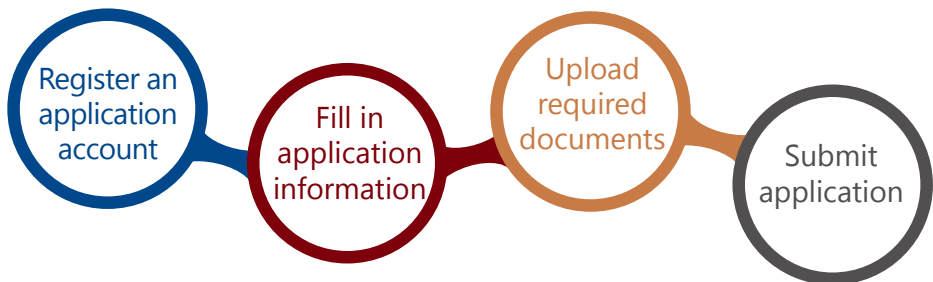 Register an
application
account
Fill in
application
information
Upload
required
documents
Submit
application